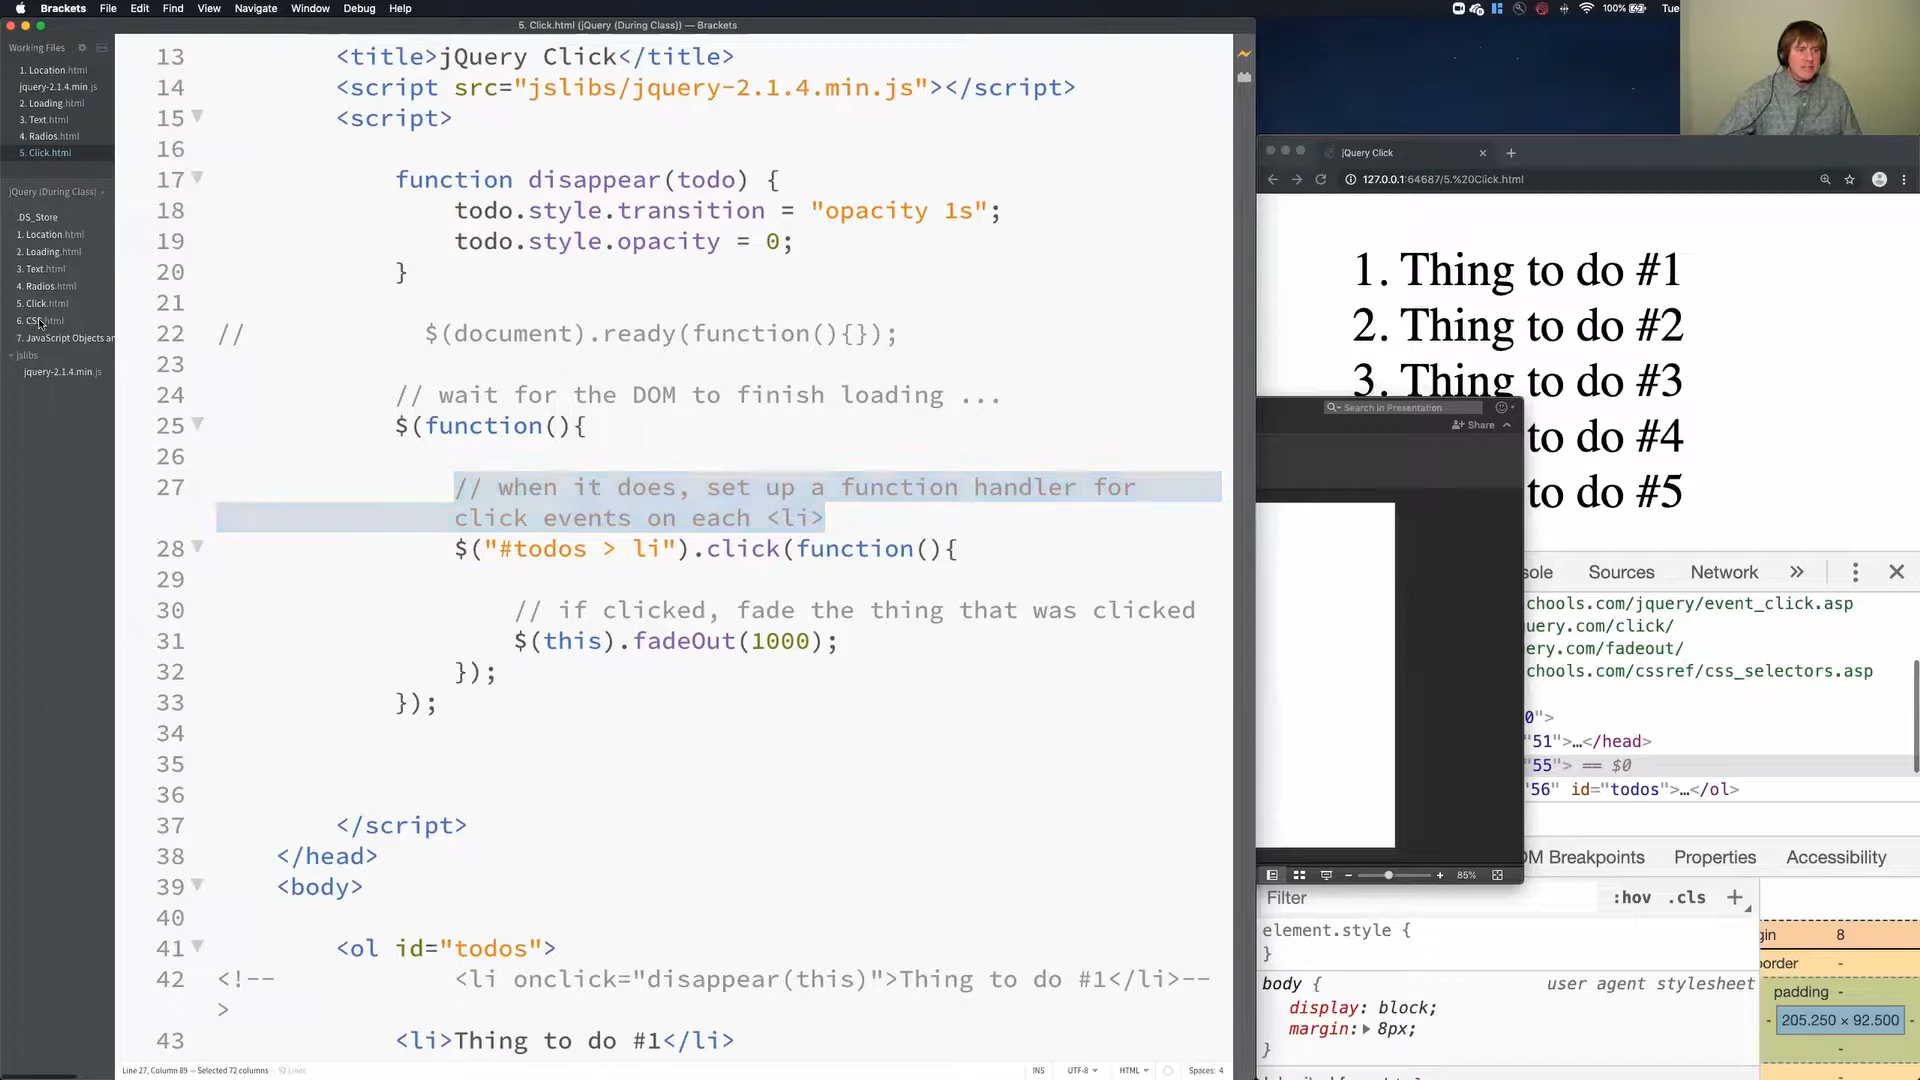 Brackets File Edit Find View Navigate Window Debug Help
100%
Tue
5. Click.html (jQuery (During Class)) — Brackets
Working Files
1. Location.html
jquery-2.1.4.min.js
2. Loading.html
3. Text.html
4. Radios.html
5. Click.html
jQuery (During Class)
.DS_Store
1. Location.html
2. Loading.html
3. Text.html
4. Radios.html
5. Click.html
6. CSS.html
7. JavaScript Objects an
jslibs
jquery-2.1.4.min.js
13 <title>jQuery Click</title>
14 <script src="jslibs/jquery-2.1.4.min.js"></script>
15 <script>
16
17 function disappear(todo) {
18 todo.style.transition = "opacity 1s";
19 todo.style.opacity = 0;
20 }
21
22 // $(document).ready(function(){});
23
24 // wait for the DOM to finish loading ...
25 $(function(){
26
27 // when it does, set up a function handler for
click events on each <li>
28 $("#todos > li").click(function(){
29
30 // if clicked, fade the thing that was clicked
31 $(this).fadeOut(1000);
32 });
33 });
34
35
36
37 </script>
38 </head>
39 <body>
40
41 <ol id="todos">
42 <!-- <li onclick="disappear(this)">Thing to do #1</li>--
>
43 <li>Thing to do #1</li>
Line 27, Column 89 — Selected 72 columns — 52 Lines
INS UTF-8 HTML Spaces: 4
jQuery Click
127.0.0.1:64687/5.%20Click.html
1. Thing to do #1
2. Thing to do #2
3. Thing to do #3
to do #4
to do #5
Search in Presentation
Share
85%
sole Sources Network
chools.com/jquery/event_click.asp
uery.com/click/
ery.com/fadeout/
chools.com/cssref/css_selectors.asp
0">
"51">…</head>
"55"> == $0
"56" id="todos">…</ol>
OM Breakpoints Properties Accessibility
Filter :hov .cls +
element.style {
}
body { user agent stylesheet
display: block;
margin: 8px;
}
gin 8
border -
padding -
- 205.250 × 92.500 -
-